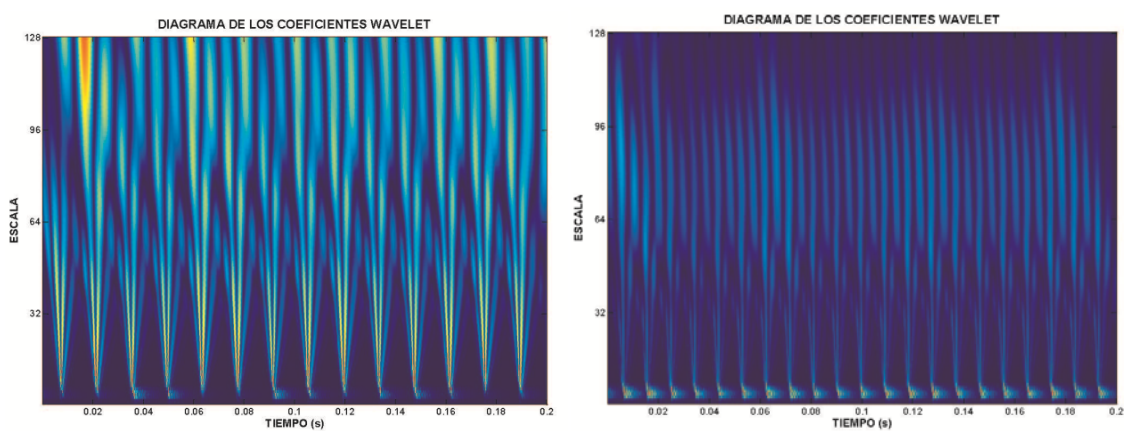 DIAGRAMA DE LOS COEFICIENTES WAVELET
128
96
64
32
ESCALA
0.02 0.04 0.06 0.08 0.1 0.12 0.14 0.16 0.18 0.2
TIEMPO (s)
DIAGRAMA DE LOS COEFICIENTES WAVELET
128
96
64
32
ESCALA
0.02 0.04 0.06 0.08 0.1 0.12 0.14 0.16 0.18 0.2
TIEMPO (s)